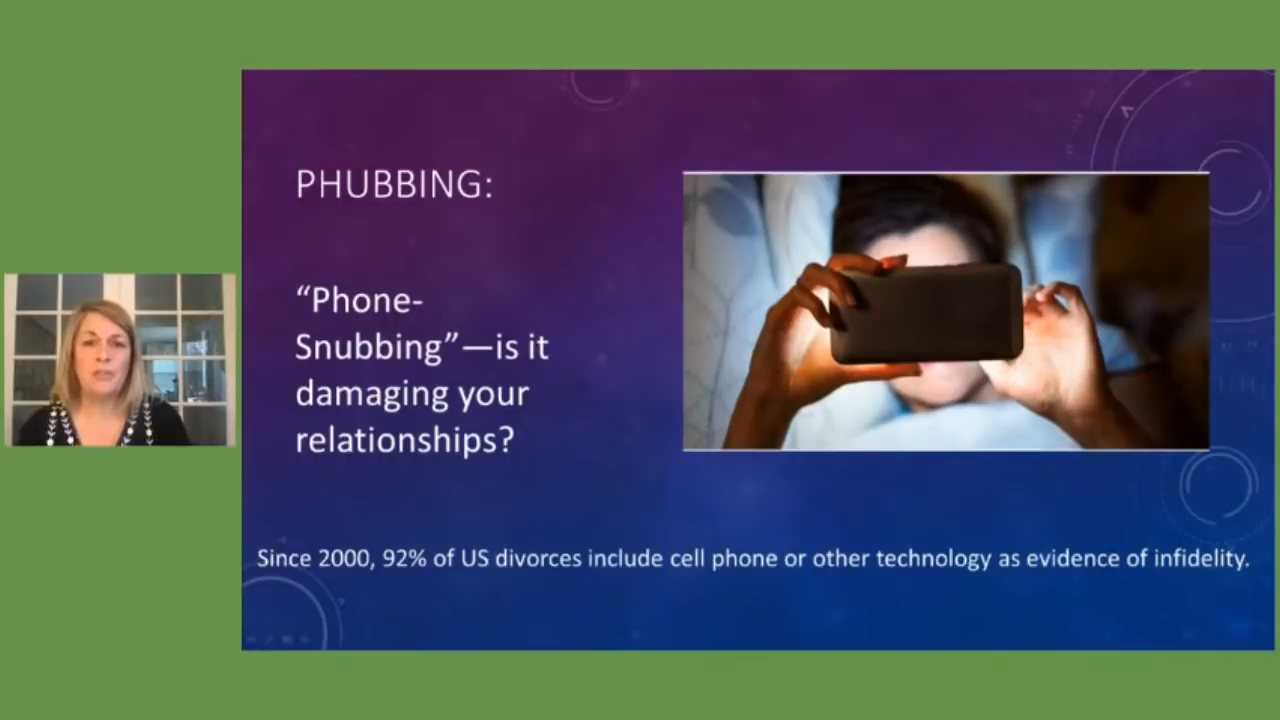 PHUBBING:
“Phone-
Snubbing”—is it
damaging your
relationships?
Since 2000, 92% of US divorces include cell phone or other technology as evidence of infidelity.